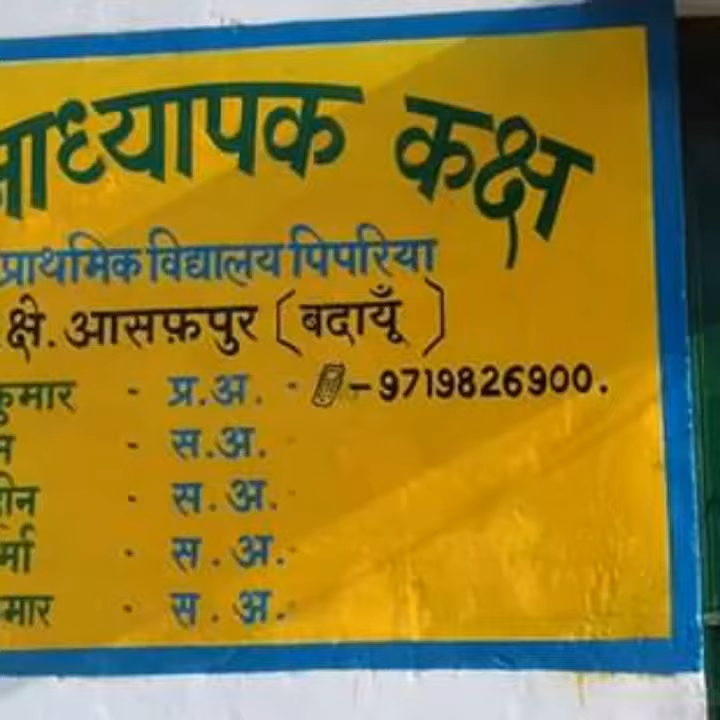 ाध्यापक कक्ष
प्राथमिक विद्यालय पिपरिया
क्षे. आसफ़पुर (बदायूँ)
कुमार - प्र.अ. - 9719826900.
- स.अ. -
दीन - स.अ. -
र्मा - स.अ. -
मार - स.अ. -